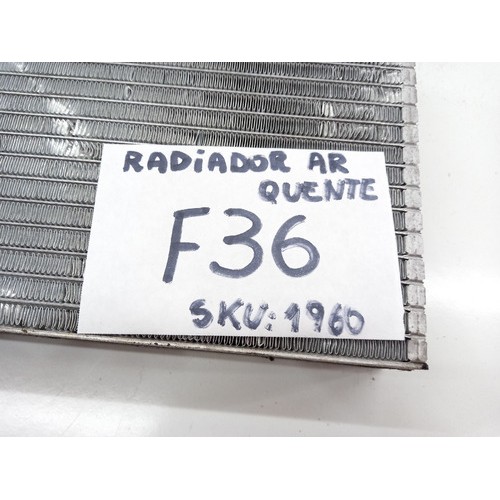 RADiADOR AR
QUENTE
F36
SKU:1960